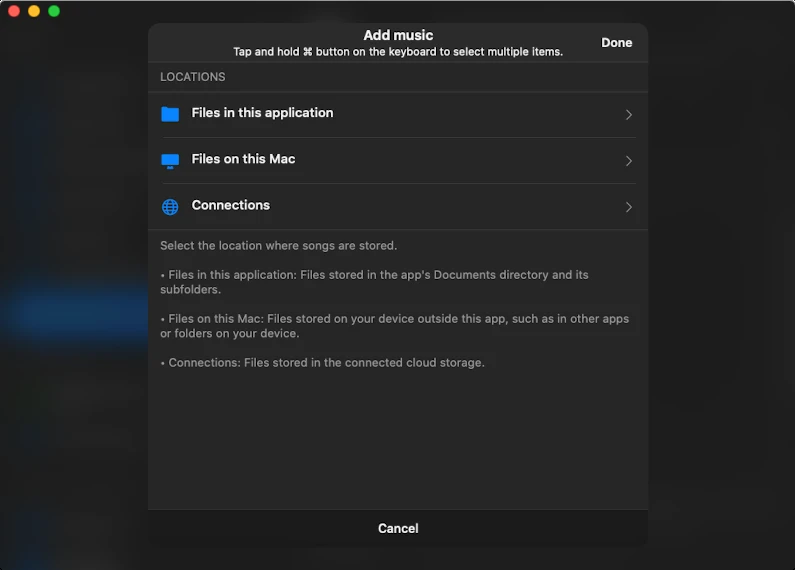 Add music
Tap and hold ⌘ button on the keyboard to select multiple items.
Done
LOCATIONS
Files in this application
Files on this Mac
Connections
Select the location where songs are stored.
• Files in this application: Files stored in the app's Documents directory and its
subfolders.
• Files on this Mac: Files stored on your device outside this app, such as in other apps
or folders on your device.
• Connections: Files stored in the connected cloud storage.
Cancel